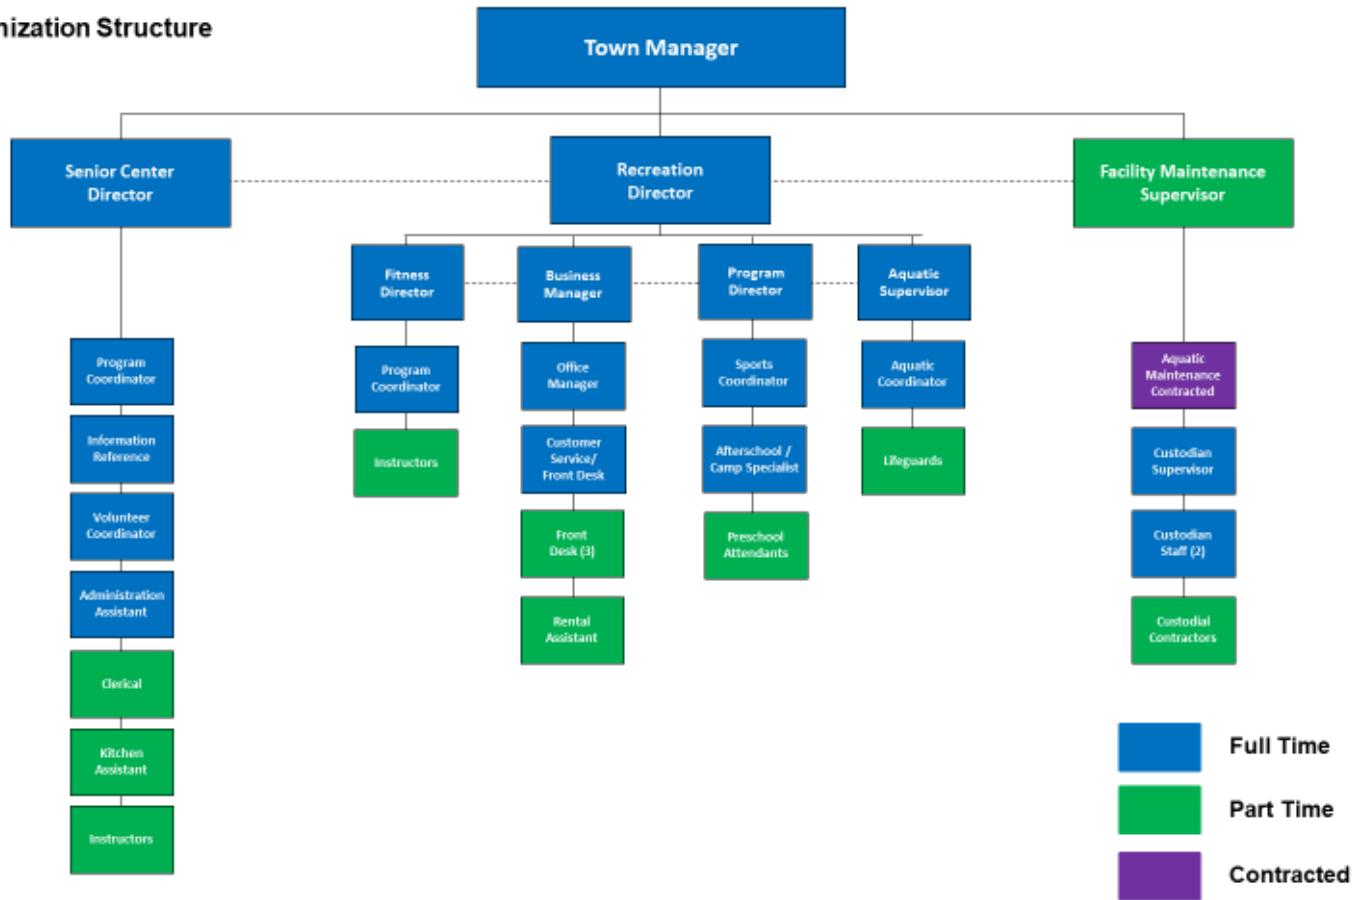 nization Structure
Town Manager
Senior Center
Director
Recreation
Director
Facility Maintenance
Supervisor
Fitness
Director
Business
Manager
Program
Director
Aquatic
Supervisor
Program
Coordinator
Information
Reference
Volunteer
Coordinator
Administration
Assistant
Clerical
Kitchen
Assistant
Instructors
Program
Coordinator
Instructors
Office
Manager
Customer
Service/
Front Desk
Front
Desk (3)
Rental
Assistant
Sports
Coordinator
Afterschool /
Camp Specialist
Preschool
Attendants
Aquatic
Coordinator
Lifeguards
Aquatic
Maintenance
Contracted
Custodian
Supervisor
Custodian
Staff (2)
Custodial
Contractors
Full Time
Part Time
Contracted